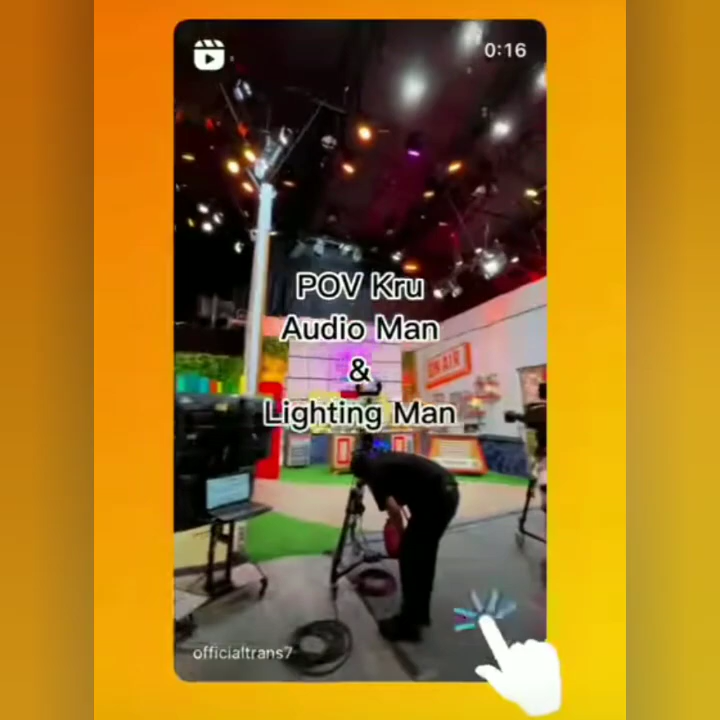 0:16
POV Kru
Audio Man
&
Lighting Man
ON AIR
officialtrans7